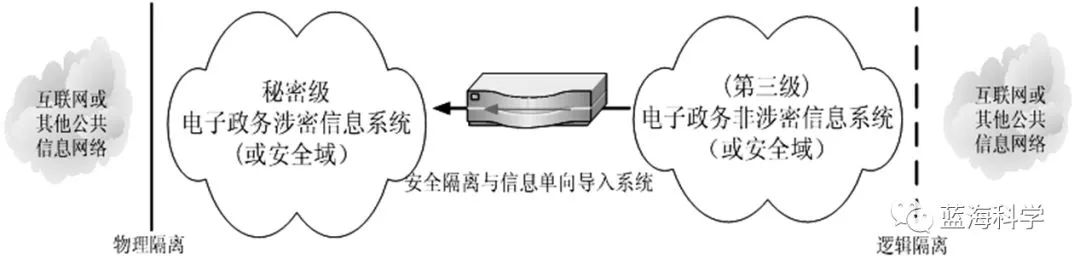 互联网或
其他公共
信息网络
秘密级
电子政务涉密信息系统
(或安全域)
(第三级)
电子政务非涉密信息系统
(或安全域)
互联网或
其他公共
信息网络
安全隔离与信息单向导入系统
物理隔离
逻辑隔离
蓝海科学